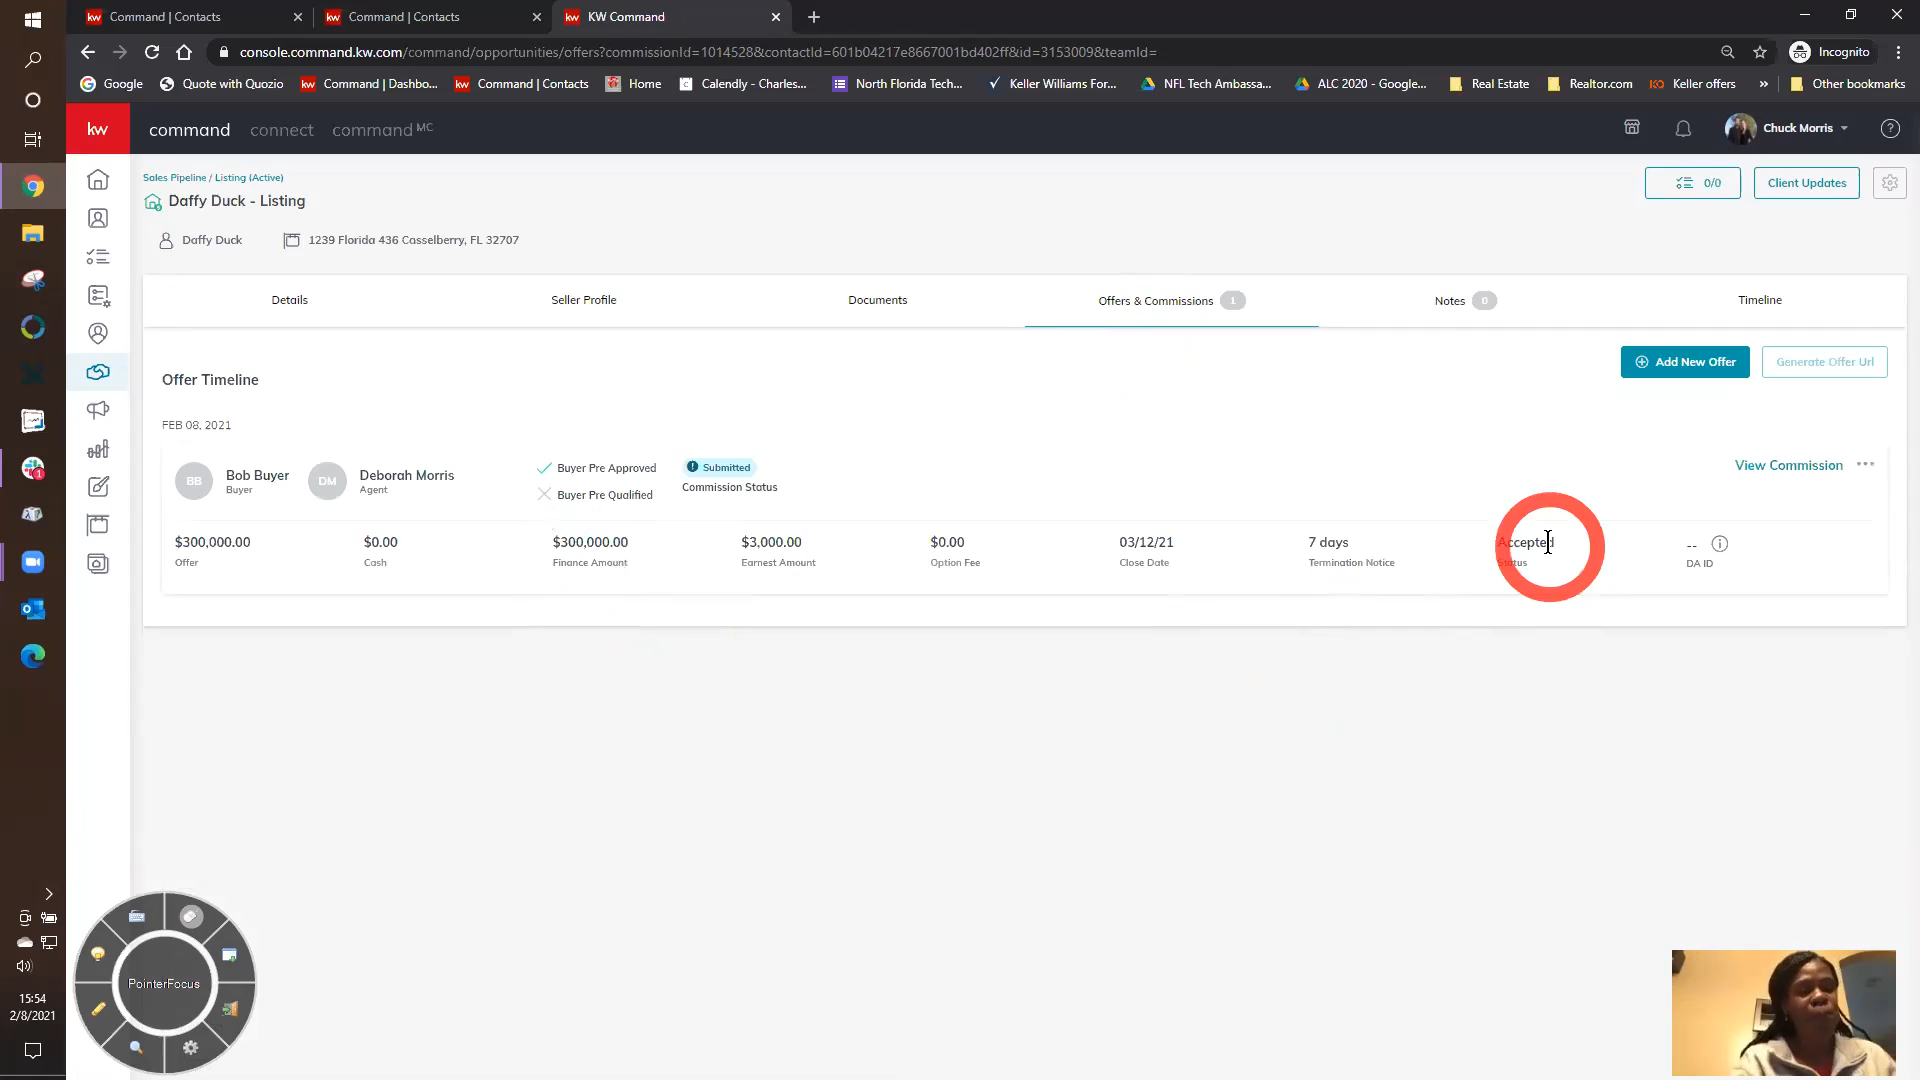 Command | Contacts
Command | Contacts
KW Command
console.command.kw.com/command/opportunities/offers?commissionId=1014528&contactId=601b04217e8667001bd402ff&id=3153009&teamId=
Incognito
Google
Quote with Quozio
Command | Dashbo...
Command | Contacts
Home
Calendly - Charles...
North Florida Tech...
Keller Williams For...
NFL Tech Ambassa...
ALC 2020 - Google...
Real Estate
Realtor.com
Keller offers
»
Other bookmarks
kw
command
connect
command MC
Chuck Morris
Sales Pipeline / Listing (Active)
0/0
Client Updates
Daffy Duck - Listing
Daffy Duck
1239 Florida 436 Casselberry, FL 32707
Details
Seller Profile
Documents
Offers & Commissions 1
Notes 0
Timeline
Offer Timeline
Add New Offer
Generate Offer Url
FEB 08, 2021
BB
Bob Buyer
Buyer
DM
Deborah Morris
Agent
Buyer Pre Approved
Buyer Pre Qualified
Submitted
Commission Status
View Commission
$300,000.00
Offer
$0.00
Cash
$300,000.00
Finance Amount
$3,000.00
Earnest Amount
$0.00
Option Fee
03/12/21
Close Date
7 days
Termination Notice
Accepted
Status
--
DA ID
PointerFocus
15:54
2/8/2021